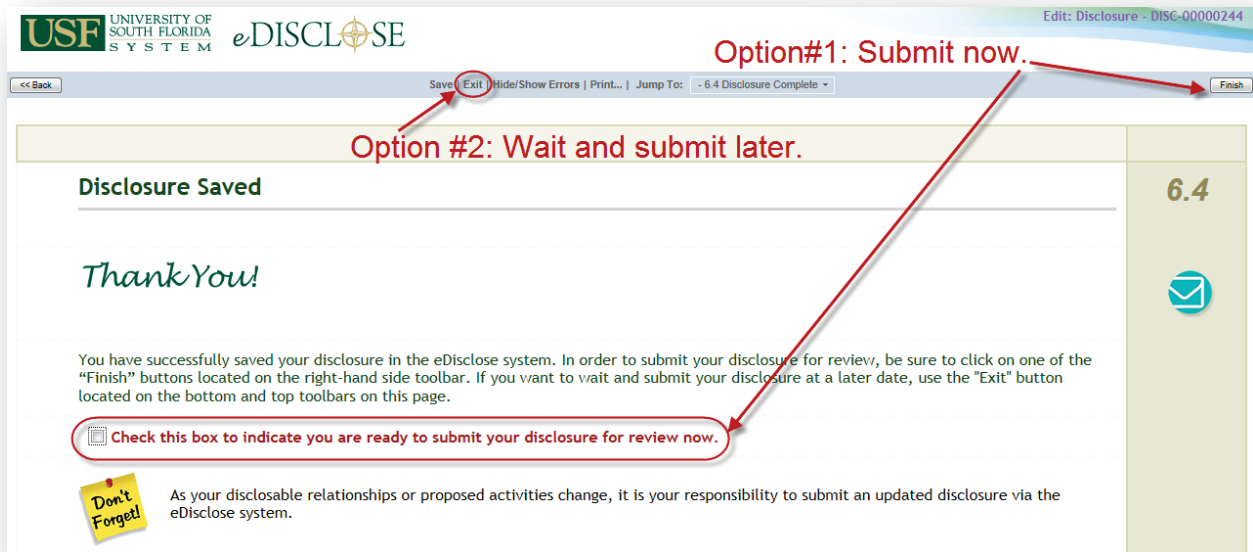 USF UNIVERSITY OF
SOUTH FLORIDA
SYSTEM
eDISCLOSE
Edit: Disclosure - DISC-00000244
Option#1: Submit now.
<< Back
Save | Exit | Hide/Show Errors | Print... | Jump To: - 6.4 Disclosure Complete
Finish
Option #2: Wait and submit later.
Disclosure Saved
6.4
Thank You!
You have successfully saved your disclosure in the eDisclose system. In order to submit your disclosure for review, be sure to click on one of the
“Finish” buttons located on the right-hand side toolbar. If you want to wait and submit your disclosure at a later date, use the "Exit" button
located on the bottom and top toolbars on this page.
Check this box to indicate you are ready to submit your disclosure for review now.
Don't
Forget!
As your disclosable relationships or proposed activities change, it is your responsibility to submit an updated disclosure via the
eDisclose system.